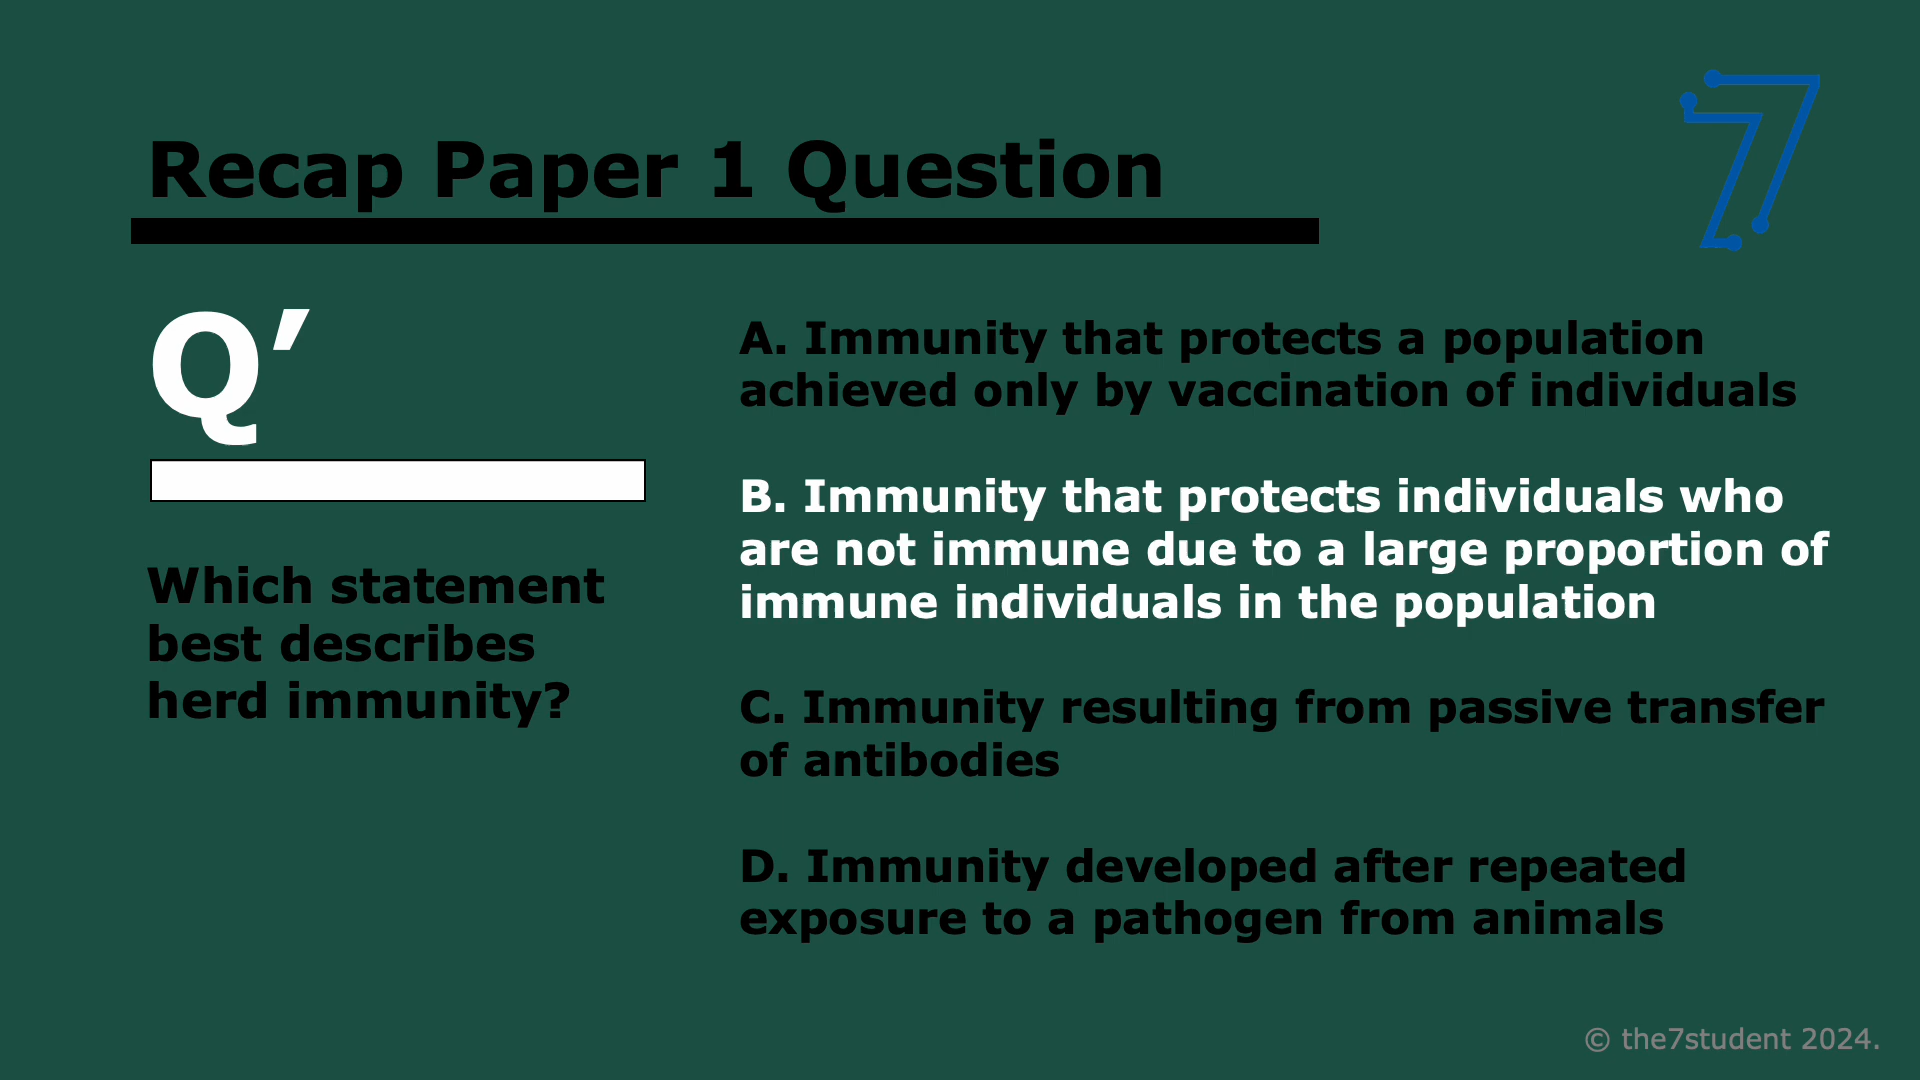 Recap Paper 1 Question
Q’
Which statement
best describes
herd immunity?
A. Immunity that protects a population
achieved only by vaccination of individuals
B. Immunity that protects individuals who
are not immune due to a large proportion of
immune individuals in the population
C. Immunity resulting from passive transfer
of antibodies
D. Immunity developed after repeated
exposure to a pathogen from animals
© the7student 2024.